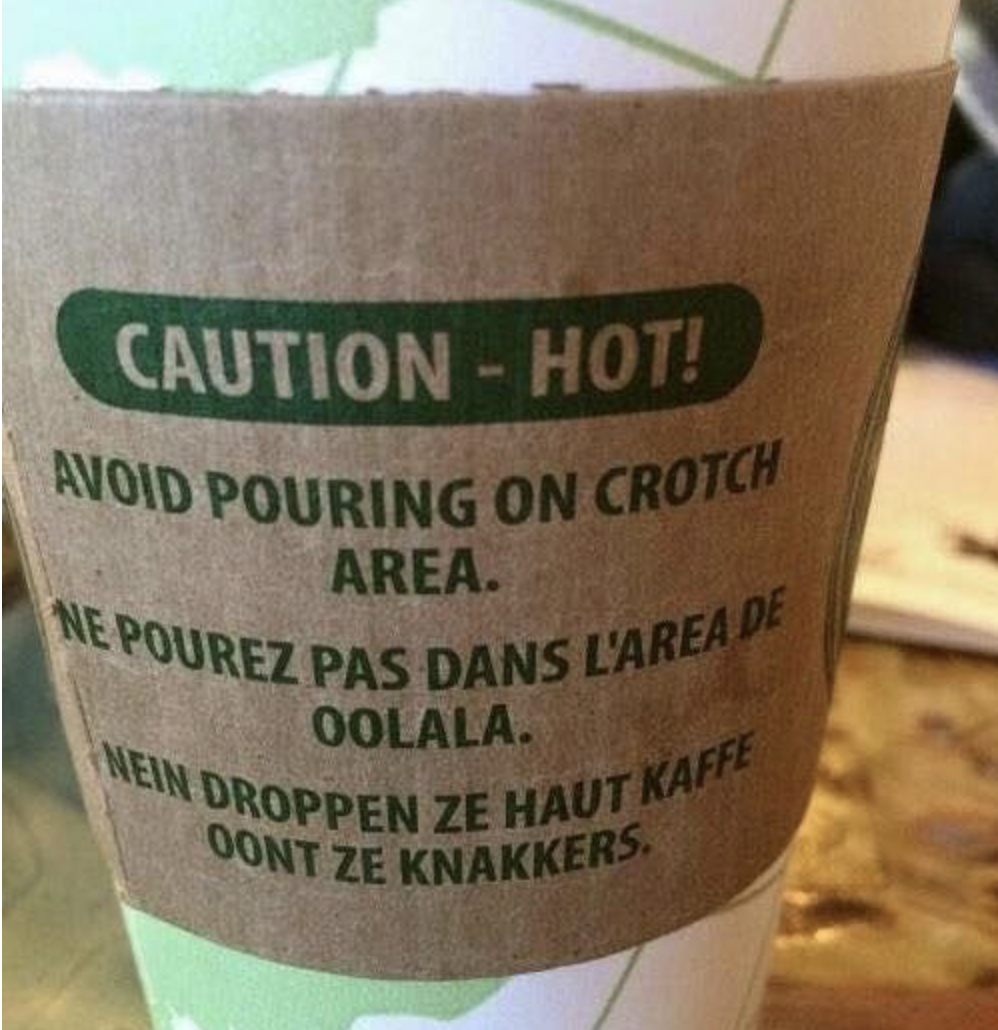 CAUTION - HOT!
AVOID POURING ON CROTCH
AREA.
NE POUREZ PAS DANS L'AREA DE
OOLALA.
NEIN DROPPEN ZE HAUT KAFFE
OONT ZE KNAKKERS.